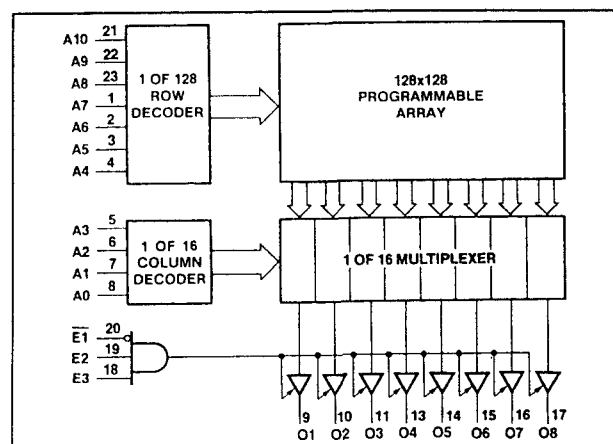 A10 21
A9 22
A8 23
A7 1
A6 2
A5 3
A4 4
1 OF 128
ROW
DECODER
128x128
PROGRAMMABLE
ARRAY
A3 5
A2 6
A1 7
A0 8
1 OF 16
COLUMN
DECODER
1 OF 16 MULTIPLEXER
E1 20
E2 19
E3 18
9 10 11 13 14 15 16 17
O1 O2 O3 O4 O5 O6 O7 O8